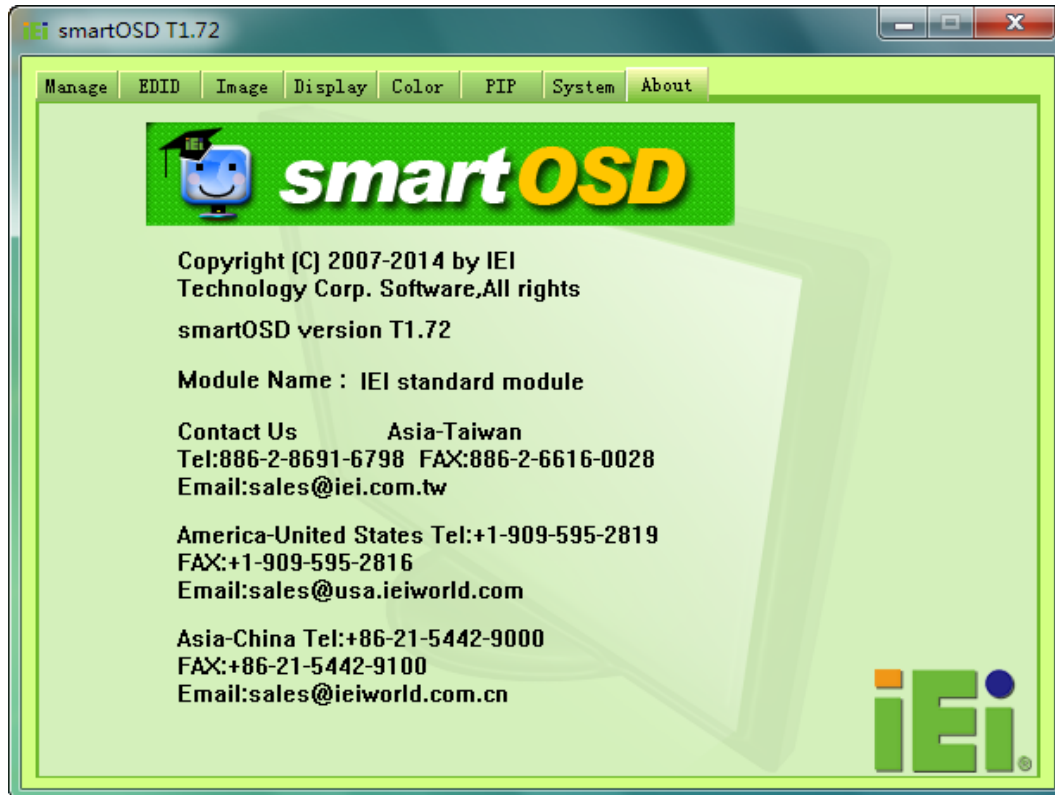 smartOSD T1.72
Manage EDID Image Display Color PIP System About
iEi
smartOSD
Copyright (C) 2007-2014 by IEI
Technology Corp. Software,All rights
smartOSD version T1.72
Module Name : IEI standard module
Contact Us Asia-Taiwan
Tel:886-2-8691-6798 FAX:886-2-6616-0028
Email:sales@iei.com.tw
America-United States Tel:+1-909-595-2819
FAX:+1-909-595-2816
Email:sales@usa.ieiworld.com
Asia-China Tel:+86-21-5442-9000
FAX:+86-21-5442-9100
Email:sales@ieiworld.com.cn
iEi®